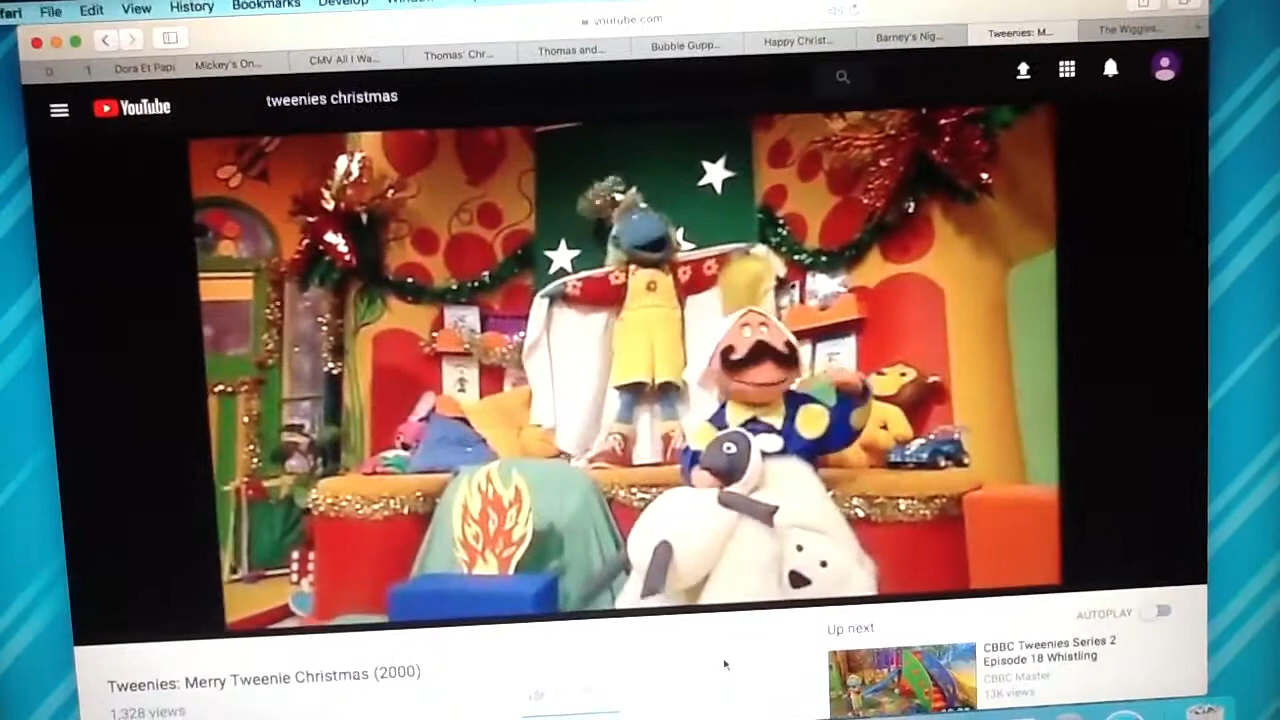 fari File Edit View History Bookmarks Develop
youtube.com
D
Dora Et Papi
Mickey's On...
CMV All I Wa...
Thomas' Chr...
Thomas and...
Bubble Gupp...
Happy Christ...
Barney's Nig...
Tweenies: M...
The Wiggles...
YouTube
tweenies christmas
Tweenies: Merry Tweenie Christmas (2000)
1,328 views
Up next
AUTOPLAY
CBBC Tweenies Series 2
Episode 18 Whistling
CBBC Master
13K views